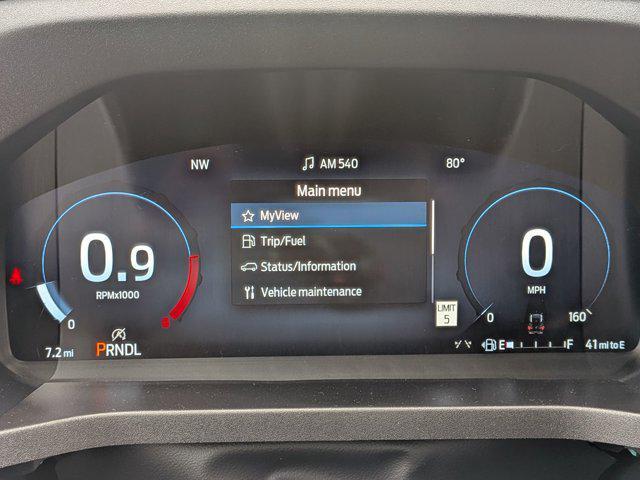 NW
AM 540
80°
Main menu
MyView
Trip/Fuel
Status/Information
Vehicle maintenance
0.9
RPMx1000
0
8
0
MPH
0
160
LIMIT
5
7.2 mi
PRNDL
E
F
41 mi to E